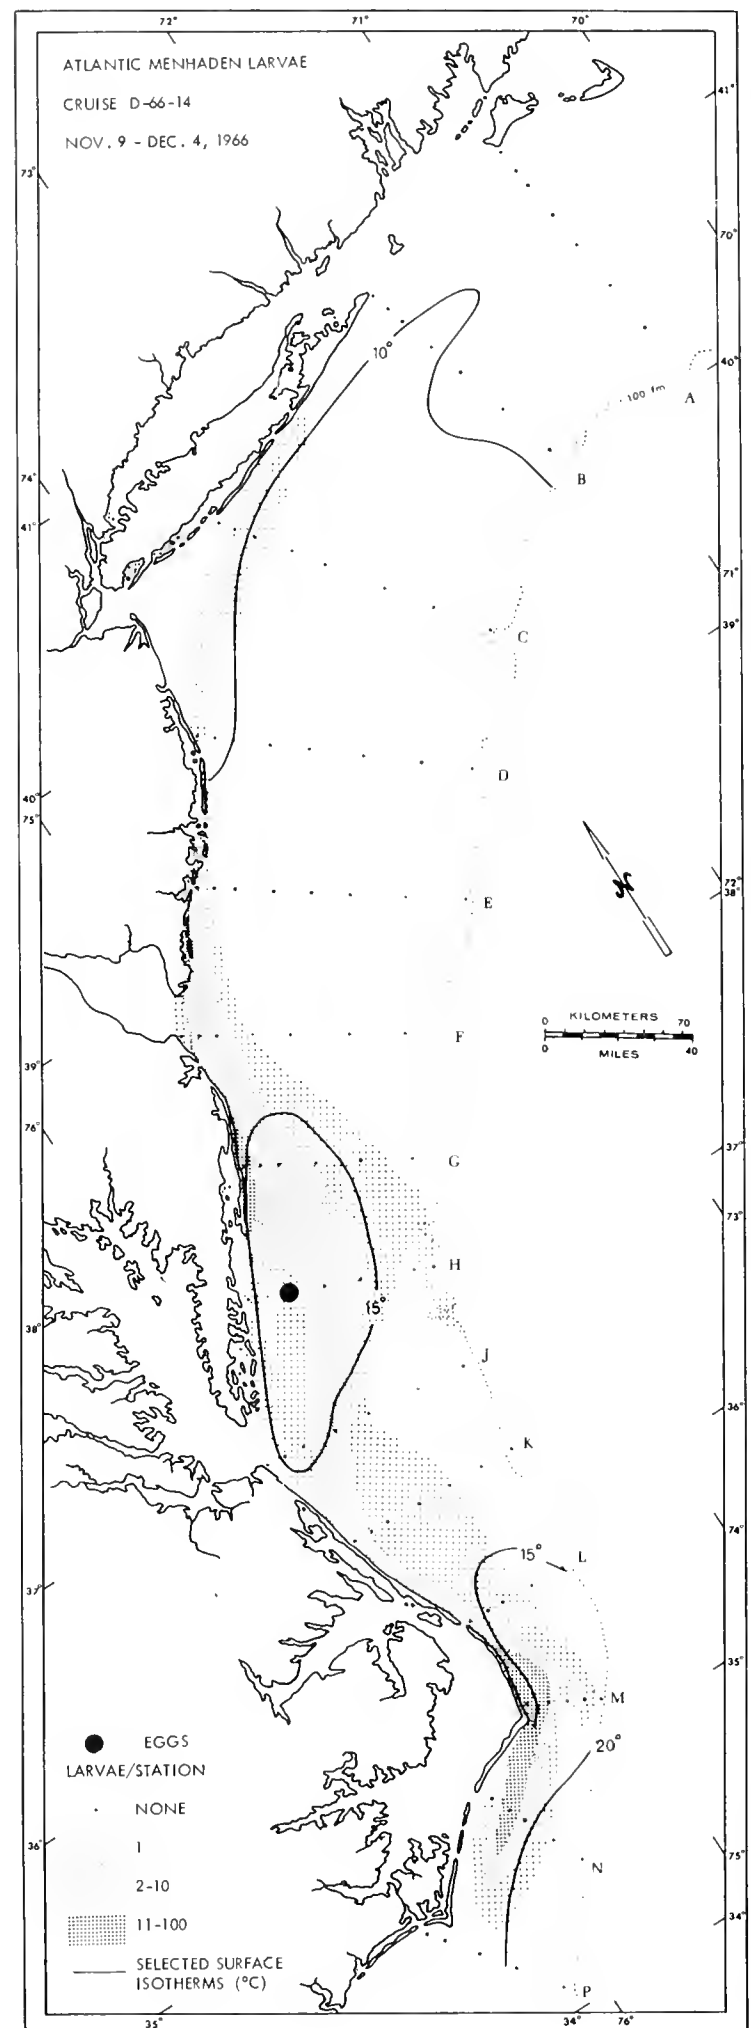 72°
71°
70°
ATLANTIC MENHADEN LARVAE
CRUISE D-66-14
NOV. 9 - DEC. 4, 1966
41°
73°
70°
10°
40°
100 fm
A
B
74°
41°
71°
39°
C
D
40°
75°
72°
38°
E
KILOMETERS
0 70
0 40
MILES
F
39°
76°
37°
G
73°
H
15°
38°
J
36°
K
74°
15°
L
37°
35°
M
20°
EGGS
LARVAE/STATION
NONE
1
2-10
11-100
SELECTED SURFACE
ISOTHERMS (°C)
36°
75°
N
34°
P
35°
34° 76°